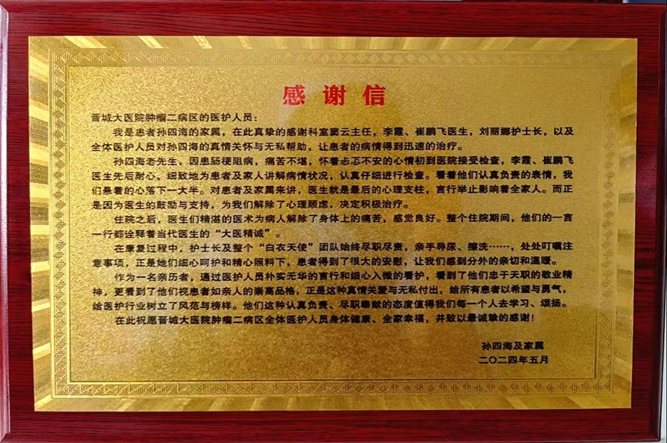 感谢信
晋城大医院肿瘤二病区的医护人员：
我是患者孙四海的家属，在此真挚的感谢科室窦云主任，李霞、崔鹏飞医生，刘丽娜护士长，以及
全体医护人员对孙四海的真情关怀与无私帮助，让患者的病情得到迅速的治疗。
孙四海老先生，因患肠梗阻病，痛苦不堪，怀着忐忑不安的心情初到医院接受检查，李霞、崔鹏飞
医生先后耐心、细致地为患者及家人讲解病情状况，认真仔细进行检查。看着他们认真负责的表情，我
们悬着的心落下一大半。对患者及家属来讲，医生就是最后的心理支柱，言行举止影响着全家人。而正
是因为医生的鼓励与支持，为我们解除了心理顾虑，决定积极治疗。
住院之后，医生们精湛的医术为病人解除了身体上的痛苦，感觉良好。整个住院期间，他们的一言
一行都诠释着当代医生的“大医精诚”。
在康复过程中，护士长及整个“白衣天使”团队始终尽职尽责，亲手导尿、擦洗……，处处叮嘱注
意事项，正是她们细心呵护和精心照料下，患者得到了很大的安慰，让我们感到分外的亲切和温暖。
作为一名亲历者，通过医护人员朴实无华的言行和细心入微的看护，看到了他们忠于天职的敬业精
神，更看到了他们视患者如亲人的崇高品格，正是这种真情关爱与无私付出，给所有患者以希望与勇气，
给医护行业树立了风范与榜样。他们这种认真负责、尽职奉献的态度值得我们每一个人去学习、颂扬。
在此祝愿晋城大医院肿瘤二病区全体医护人员身体健康、全家幸福，并致以最诚挚的感谢！
孙四海及家属
二〇二四年五月